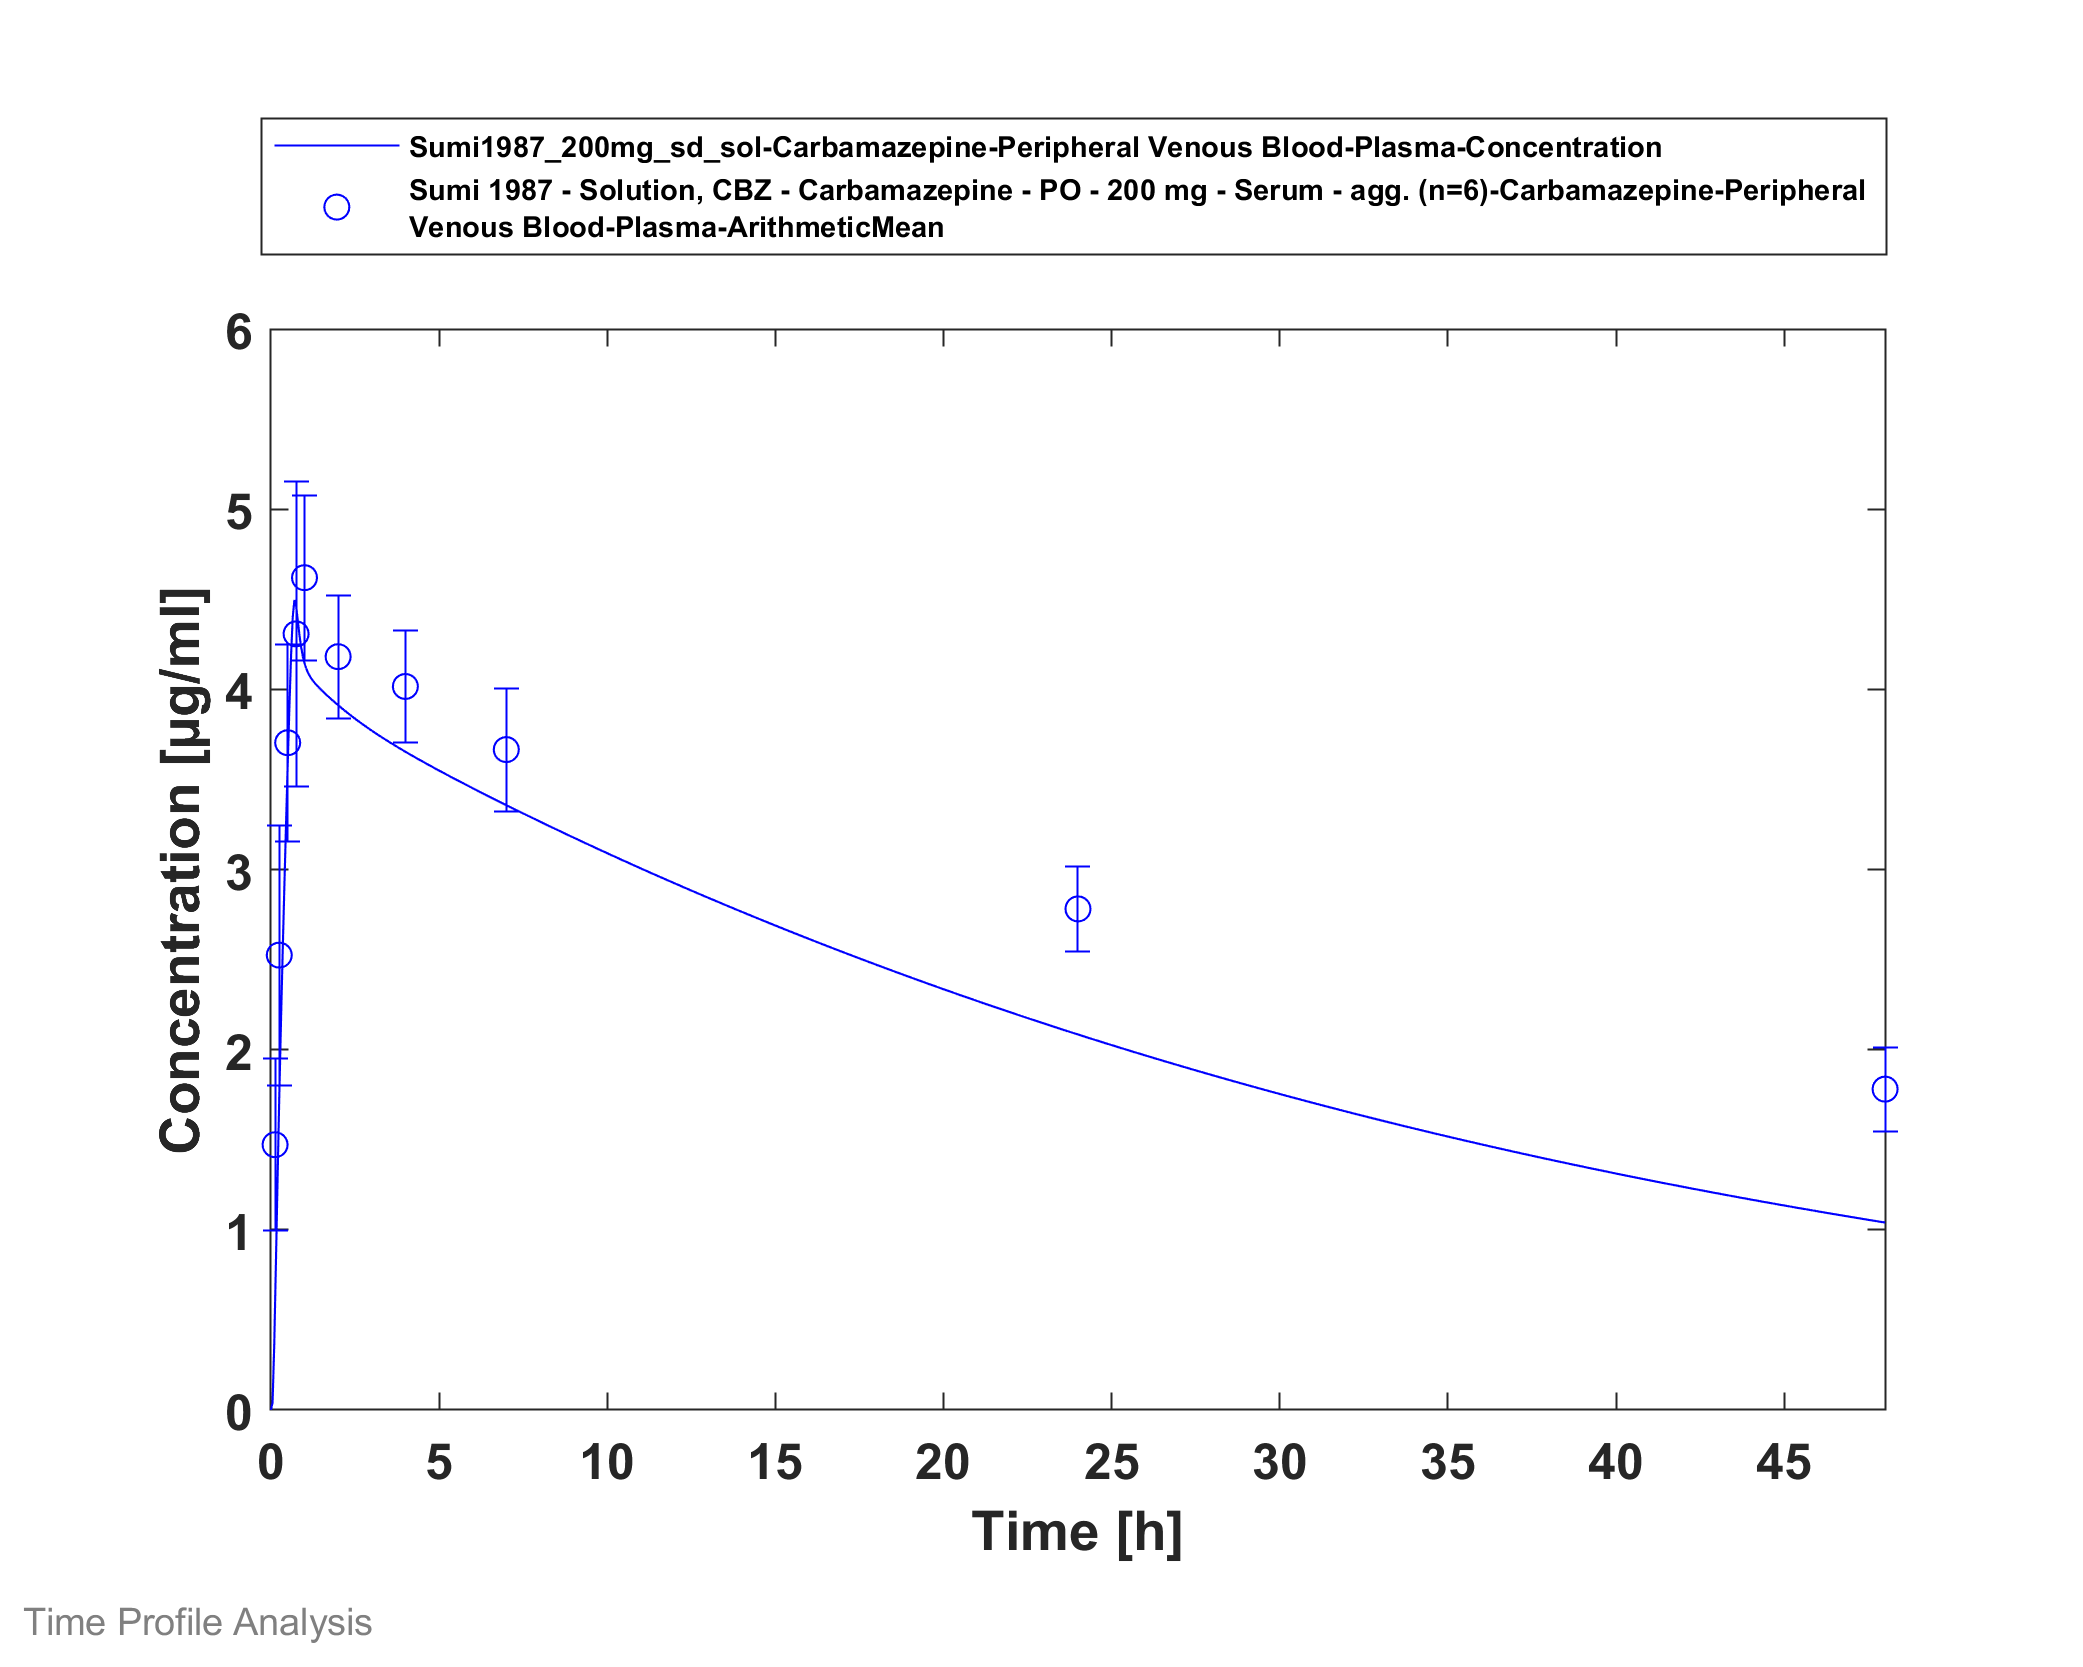 Sumi1987_200mg_sd_sol-Carbamazepine-Peripheral Venous Blood-Plasma-Concentration
Sumi 1987 - Solution, CBZ - Carbamazepine - PO - 200 mg - Serum - agg. (n=6)-Carbamazepine-Peripheral
Venous Blood-Plasma-ArithmeticMean
6
5
4
3
2
1
0
Concentration [µg/ml]
0 5 10 15 20 25 30 35 40 45
Time [h]
Time Profile Analysis